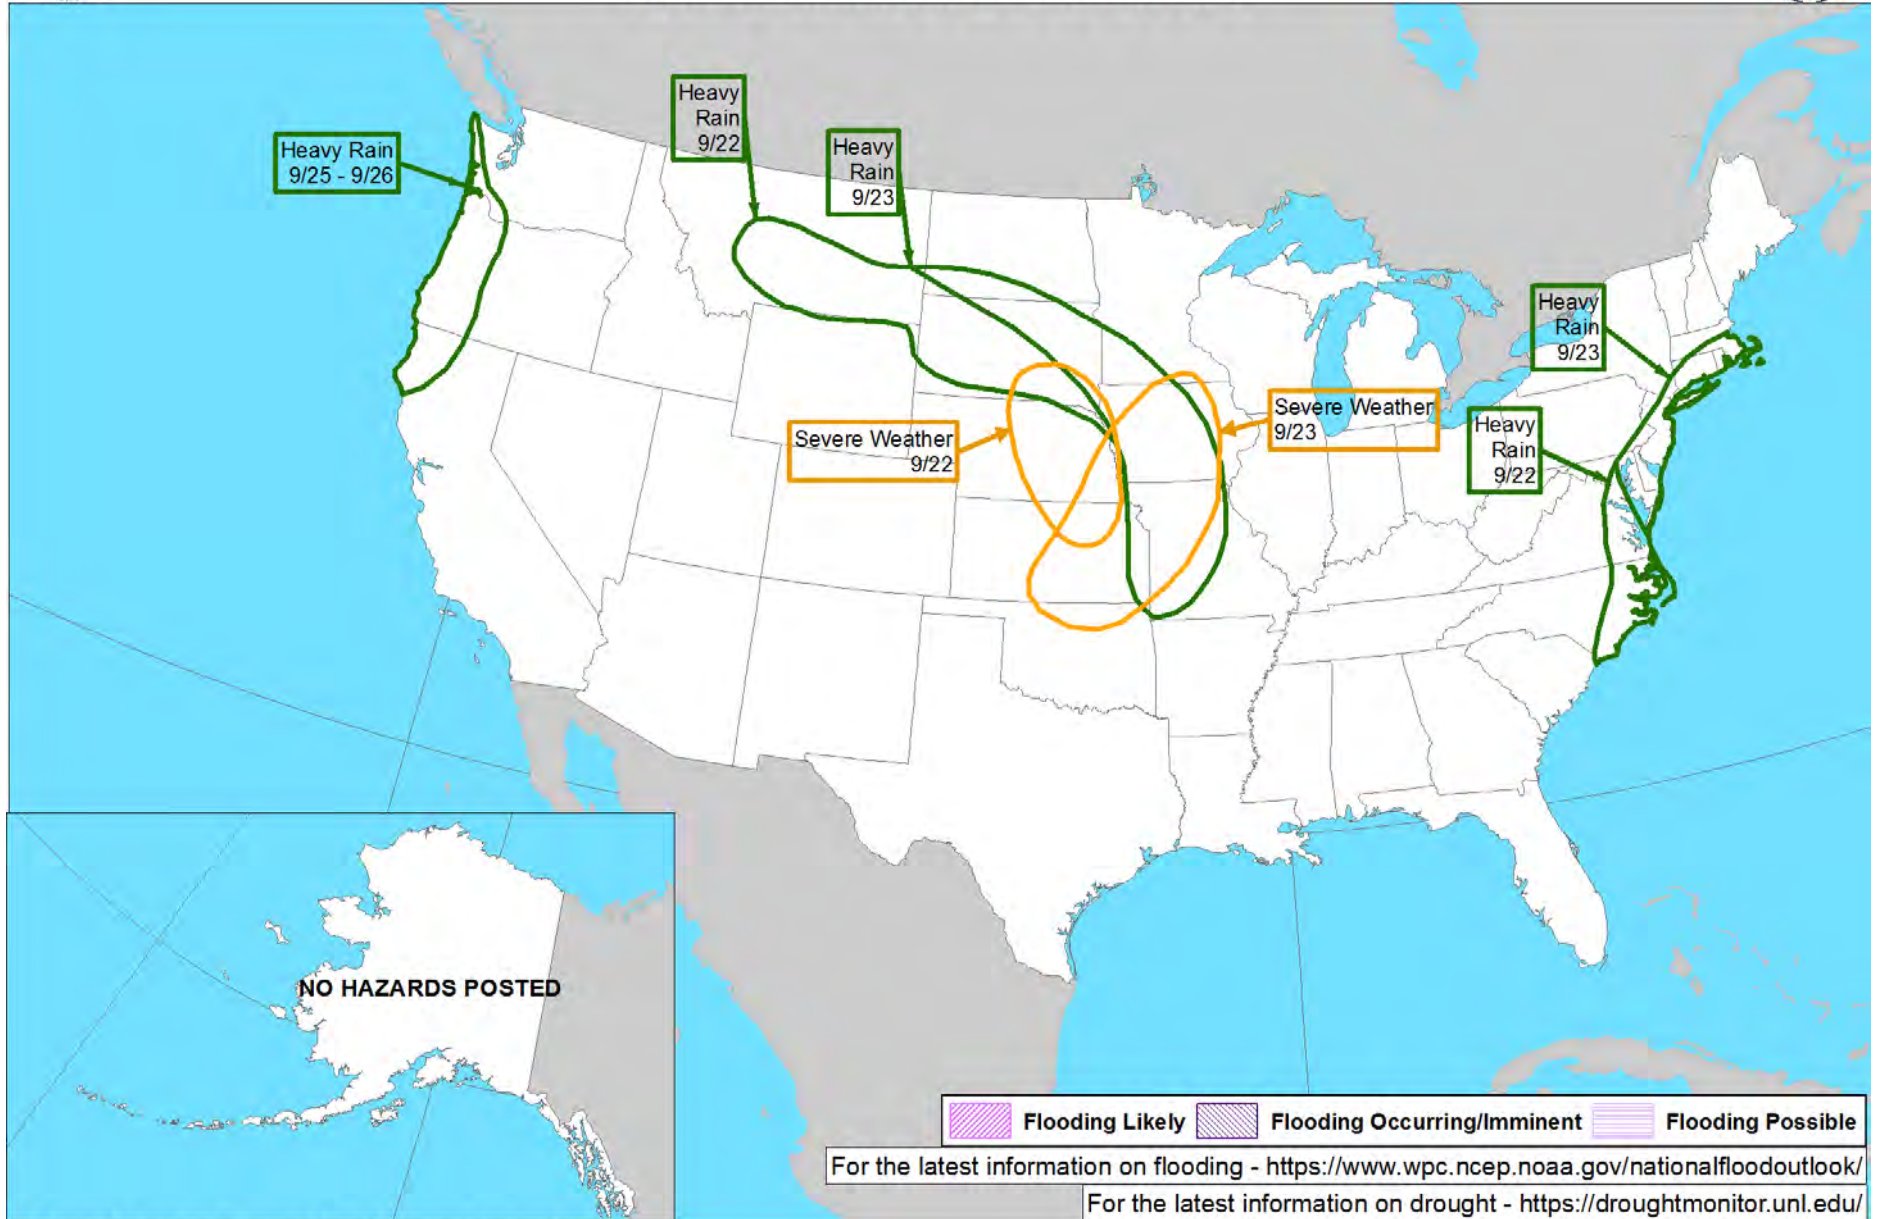 Heavy
Rain
9/22
Heavy
Rain
9/23
Heavy Rain
9/25 - 9/26
Heavy
Rain
9/23
Severe Weather
9/23
Severe Weather
9/22
Heavy
Rain
9/22
NO HAZARDS POSTED
Flooding Likely
Flooding Occurring/Imminent
Flooding Possible
For the latest information on flooding - https://www.wpc.ncep.noaa.gov/nationalfloodoutlook/
For the latest information on drought - https://droughtmonitor.unl.edu/